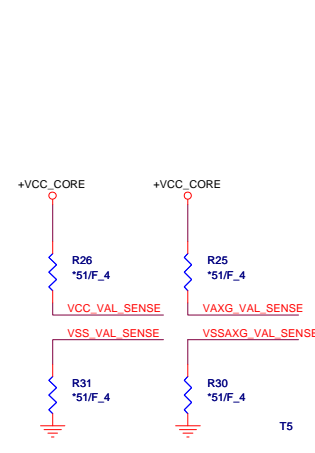 +VCC_CORE +VCC_CORE
R26 R25
*51/F_4 *51/F_4
VCC_VAL_SENSE VAXG_VAL_SENSE
VSS_VAL_SENSE VSSAXG_VAL_SENSE
R31 R30
*51/F_4 *51/F_4
T5